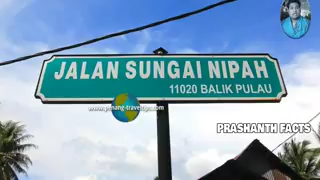 JALAN SUNGAI NIPAH
11020 BALIK PULAU
www.penang-traveltips.com
PRASHANTH FACTS